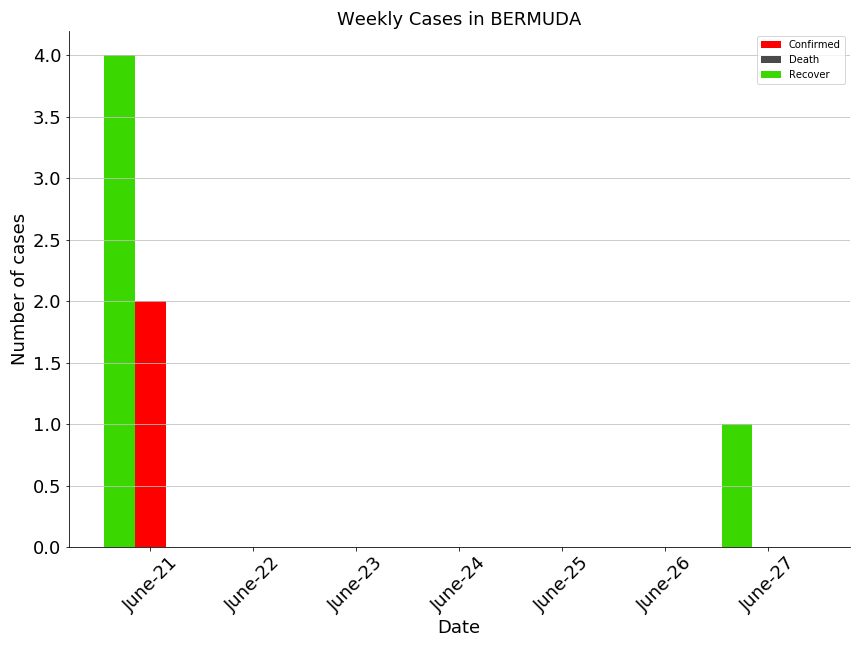 Weekly Cases in BERMUDA
Confirmed
Death
Recover
Number of cases
4.0
3.5
3.0
2.5
2.0
1.5
1.0
0.5
0.0
June-21
June-22
June-23
June-24
June-25
June-26
June-27
Date